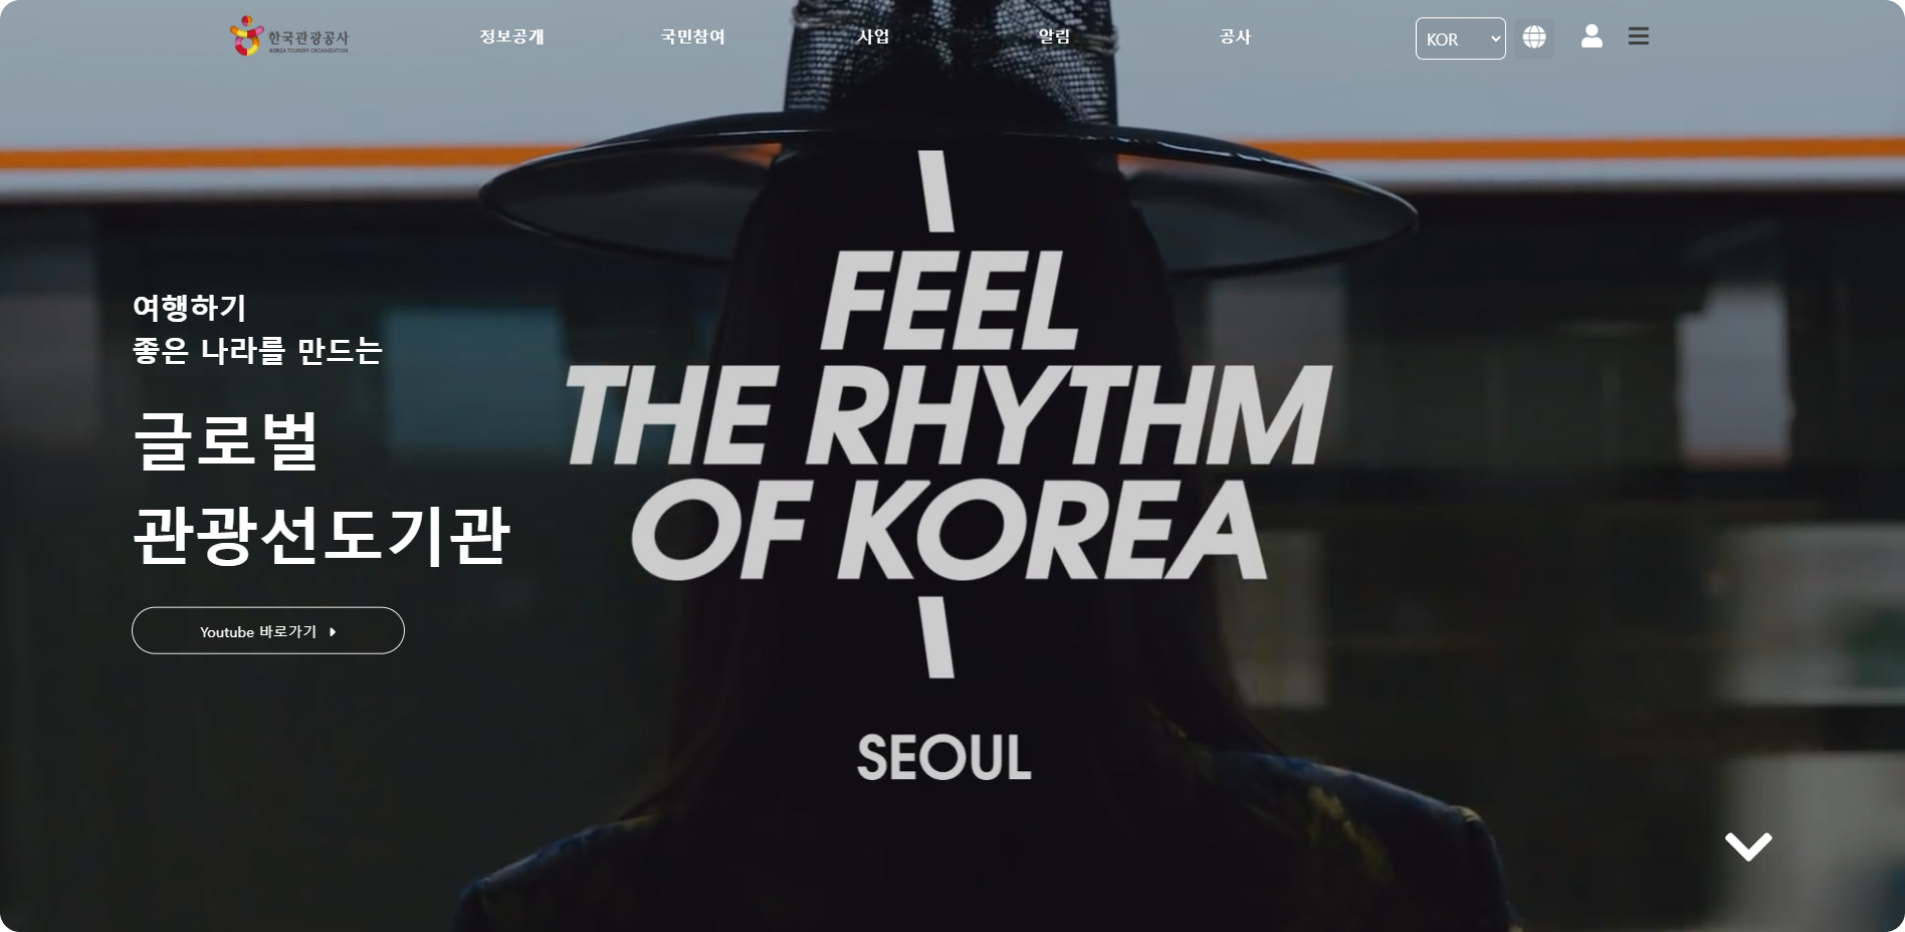 한국관광공사
KOREA TOURISM ORGANIZATION
정보공개
국민참여
사업
알림
공사
KOR
여행하기
좋은 나라를 만드는
글로벌
관광선도기관
Youtube 바로가기
FEEL
THE RHYTHM
OF KOREA
SEOUL